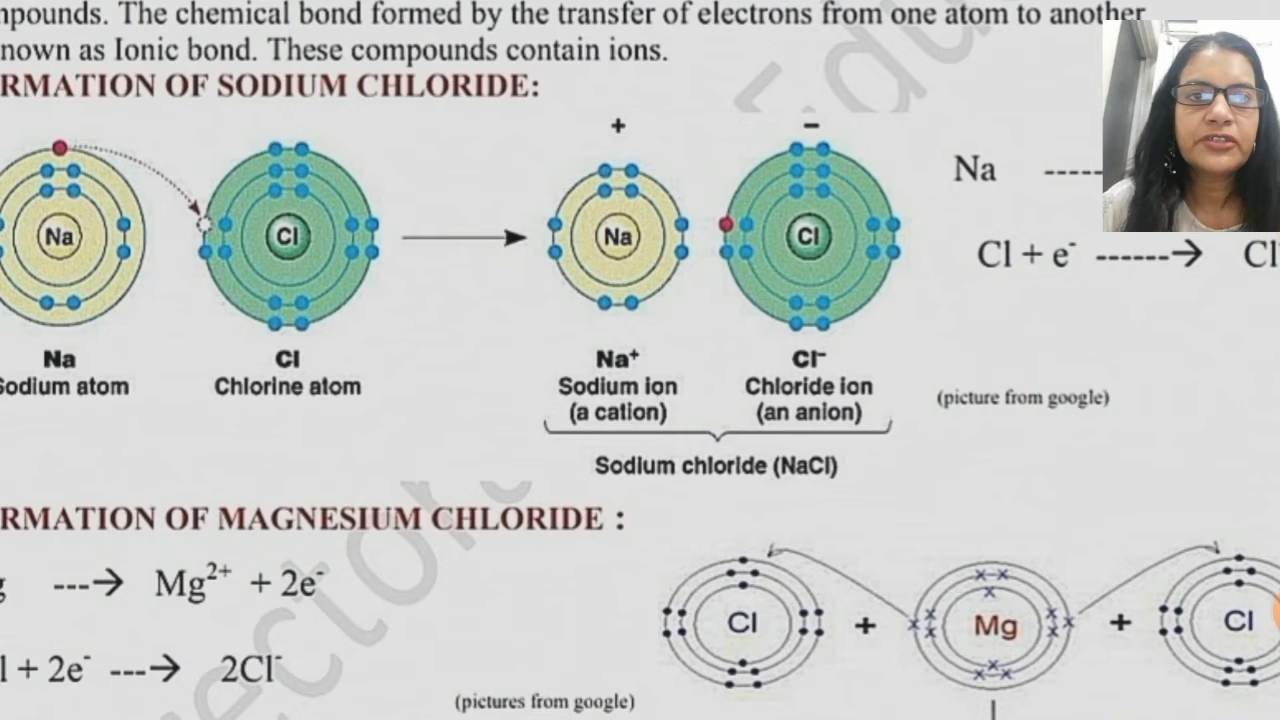 mpounds. The chemical bond formed by the transfer of electrons from one atom to another
nown as Ionic bond. These compounds contain ions.
RMATION OF SODIUM CHLORIDE:
+ −
Na Cl Na Cl
Na -----
Cl + e⁻ ------→ Cl
Na Cl Na⁺ Cl⁻
Sodium atom Chlorine atom Sodium ion Chloride ion
(a cation) (an anion)
(picture from google)
Sodium chloride (NaCl)
RMATION OF MAGNESIUM CHLORIDE :
g ---→ Mg²⁺ + 2e⁻
Cl + Mg + Cl
l + 2e⁻ ---→ 2Cl⁻
(pictures from google)